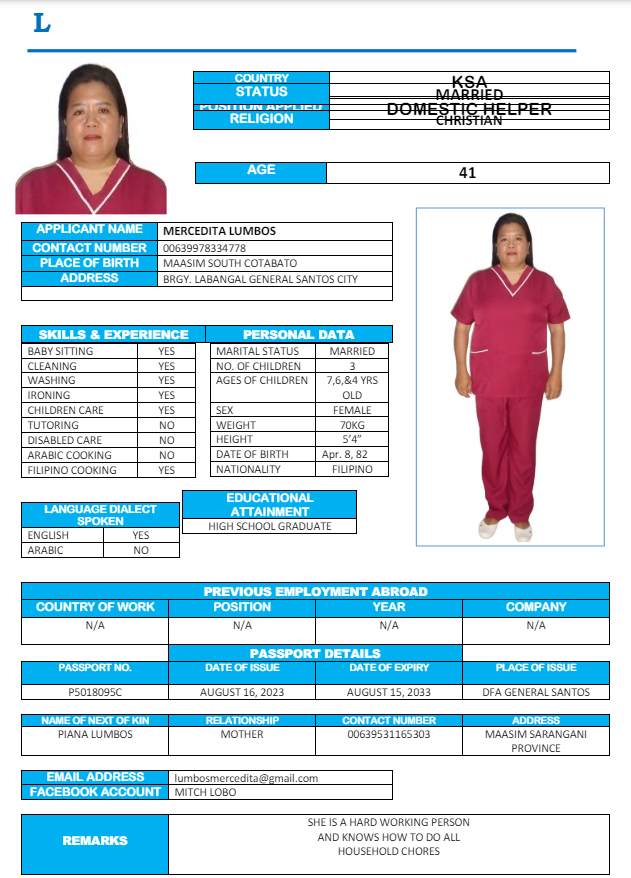 L
COUNTRY KSA
STATUS MARRIED
POSITION APPLIED DOMESTIC HELPER
RELIGION CHRISTIAN
AGE 41
APPLICANT NAME MERCEDITA LUMBOS
CONTACT NUMBER 00639978334778
PLACE OF BIRTH MAASIM SOUTH COTABATO
ADDRESS BRGY. LABANGAL GENERAL SANTOS CITY
SKILLS & EXPERIENCE
BABY SITTING YES
CLEANING YES
WASHING YES
IRONING YES
CHILDREN CARE YES
TUTORING NO
DISABLED CARE NO
ARABIC COOKING NO
FILIPINO COOKING YES
PERSONAL DATA
MARITAL STATUS MARRIED
NO. OF CHILDREN 3
AGES OF CHILDREN 7,6,&4 YRS
OLD
SEX FEMALE
WEIGHT 70KG
HEIGHT 5’4”
DATE OF BIRTH Apr. 8, 82
NATIONALITY FILIPINO
LANGUAGE DIALECT
SPOKEN
ENGLISH YES
ARABIC NO
EDUCATIONAL
ATTAINMENT
HIGH SCHOOL GRADUATE
PREVIOUS EMPLOYMENT ABROAD
COUNTRY OF WORK POSITION YEAR COMPANY
N/A N/A N/A N/A
PASSPORT DETAILS
PASSPORT NO. DATE OF ISSUE DATE OF EXPIRY PLACE OF ISSUE
P5018095C AUGUST 16, 2023 AUGUST 15, 2033 DFA GENERAL SANTOS
NAME OF NEXT OF KIN RELATIONSHIP CONTACT NUMBER ADDRESS
PIANA LUMBOS MOTHER 00639531165303 MAASIM SARANGANI
PROVINCE
EMAIL ADDRESS lumbosmercedita@gmail.com
FACEBOOK ACCOUNT MITCH LOBO
REMARKS
SHE IS A HARD WORKING PERSON
AND KNOWS HOW TO DO ALL
HOUSEHOLD CHORES